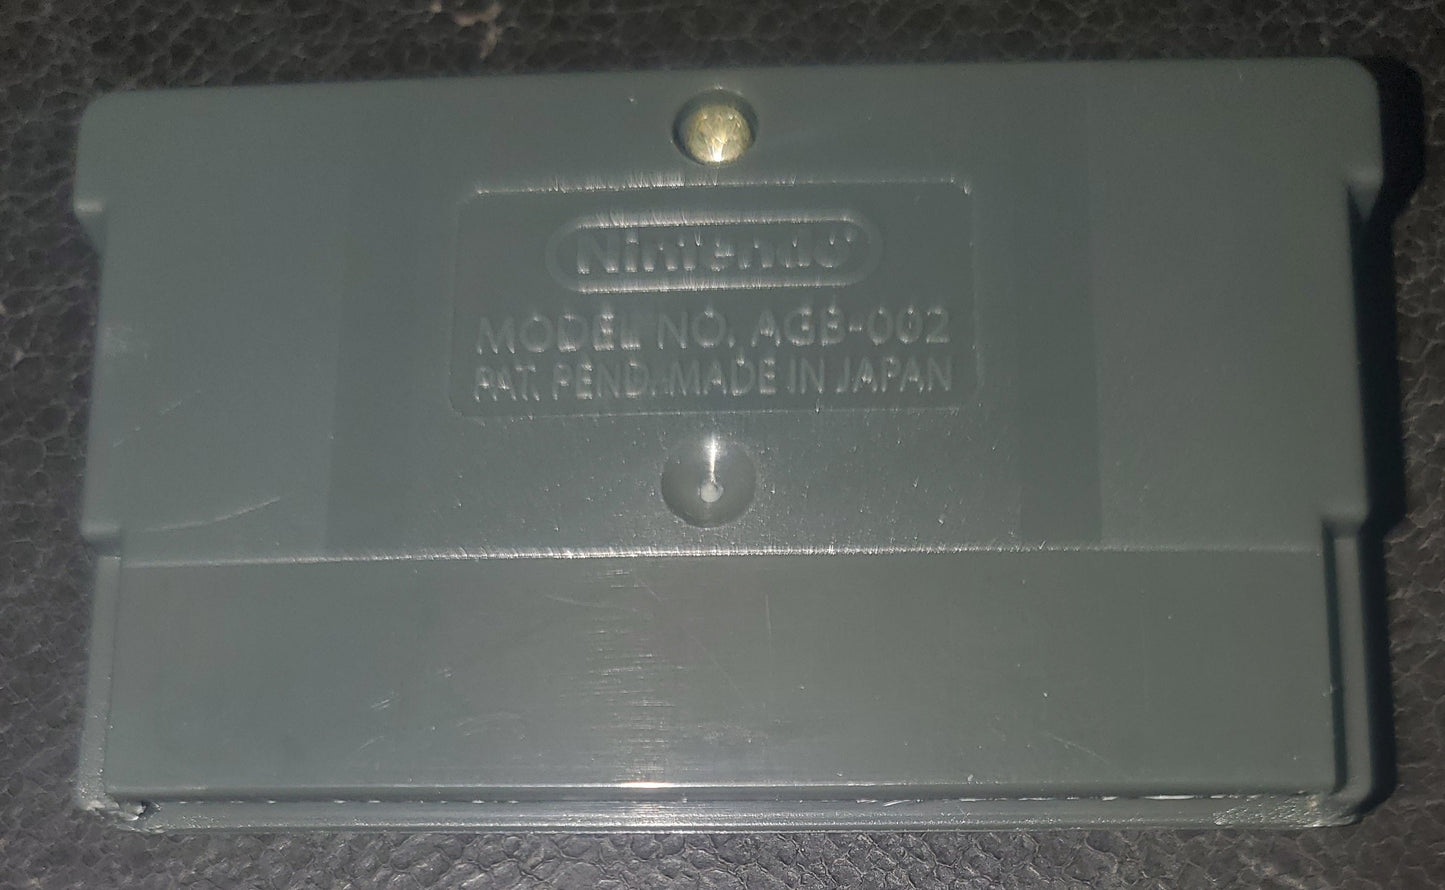 Nintendo
MODEL NO. AGB-002
PAT. PEND. MADE IN JAPAN